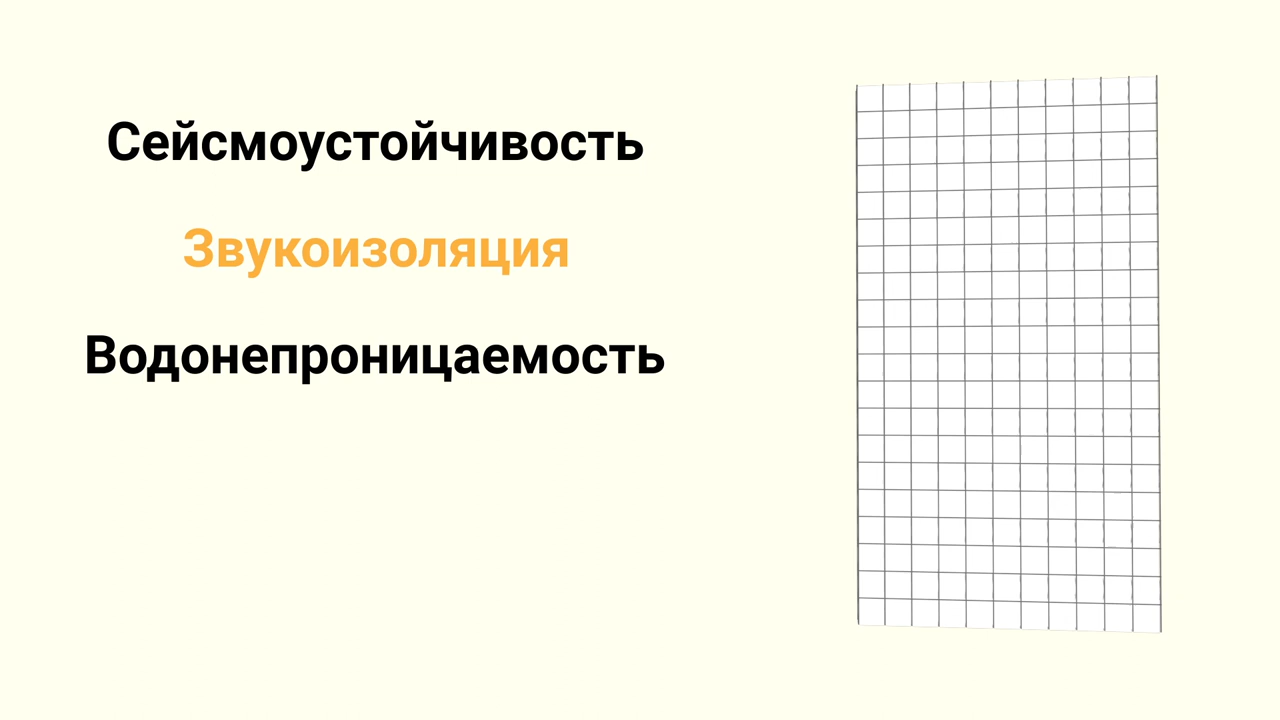 Сейсмоустойчивость
Звукоизоляция
Водонепроницаемость